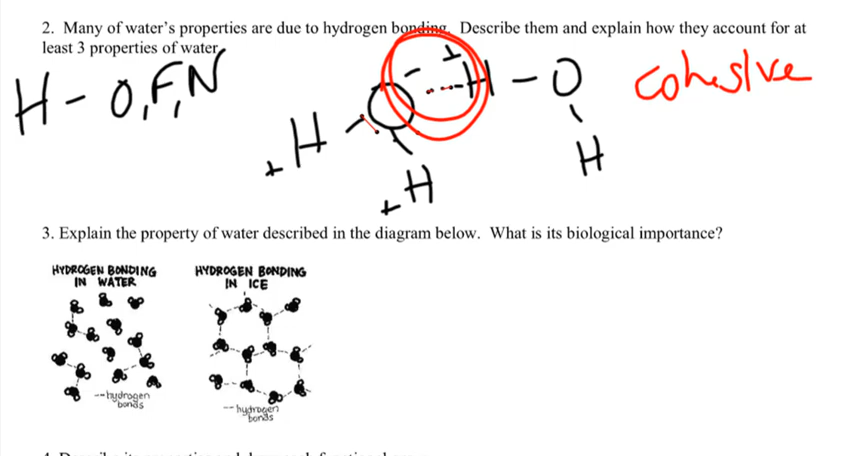 2. Many of water's properties are due to hydrogen bonding. Describe them and explain how they account for at
least 3 properties of water.
H - O, F, N
- +
O ---- H - O
cohesive
+ H
+ H
H
3. Explain the property of water described in the diagram below. What is its biological importance?
HYDROGEN BONDING
IN WATER
HYDROGEN BONDING
IN ICE
--hydrogen
bonds
--hydrogen
bonds